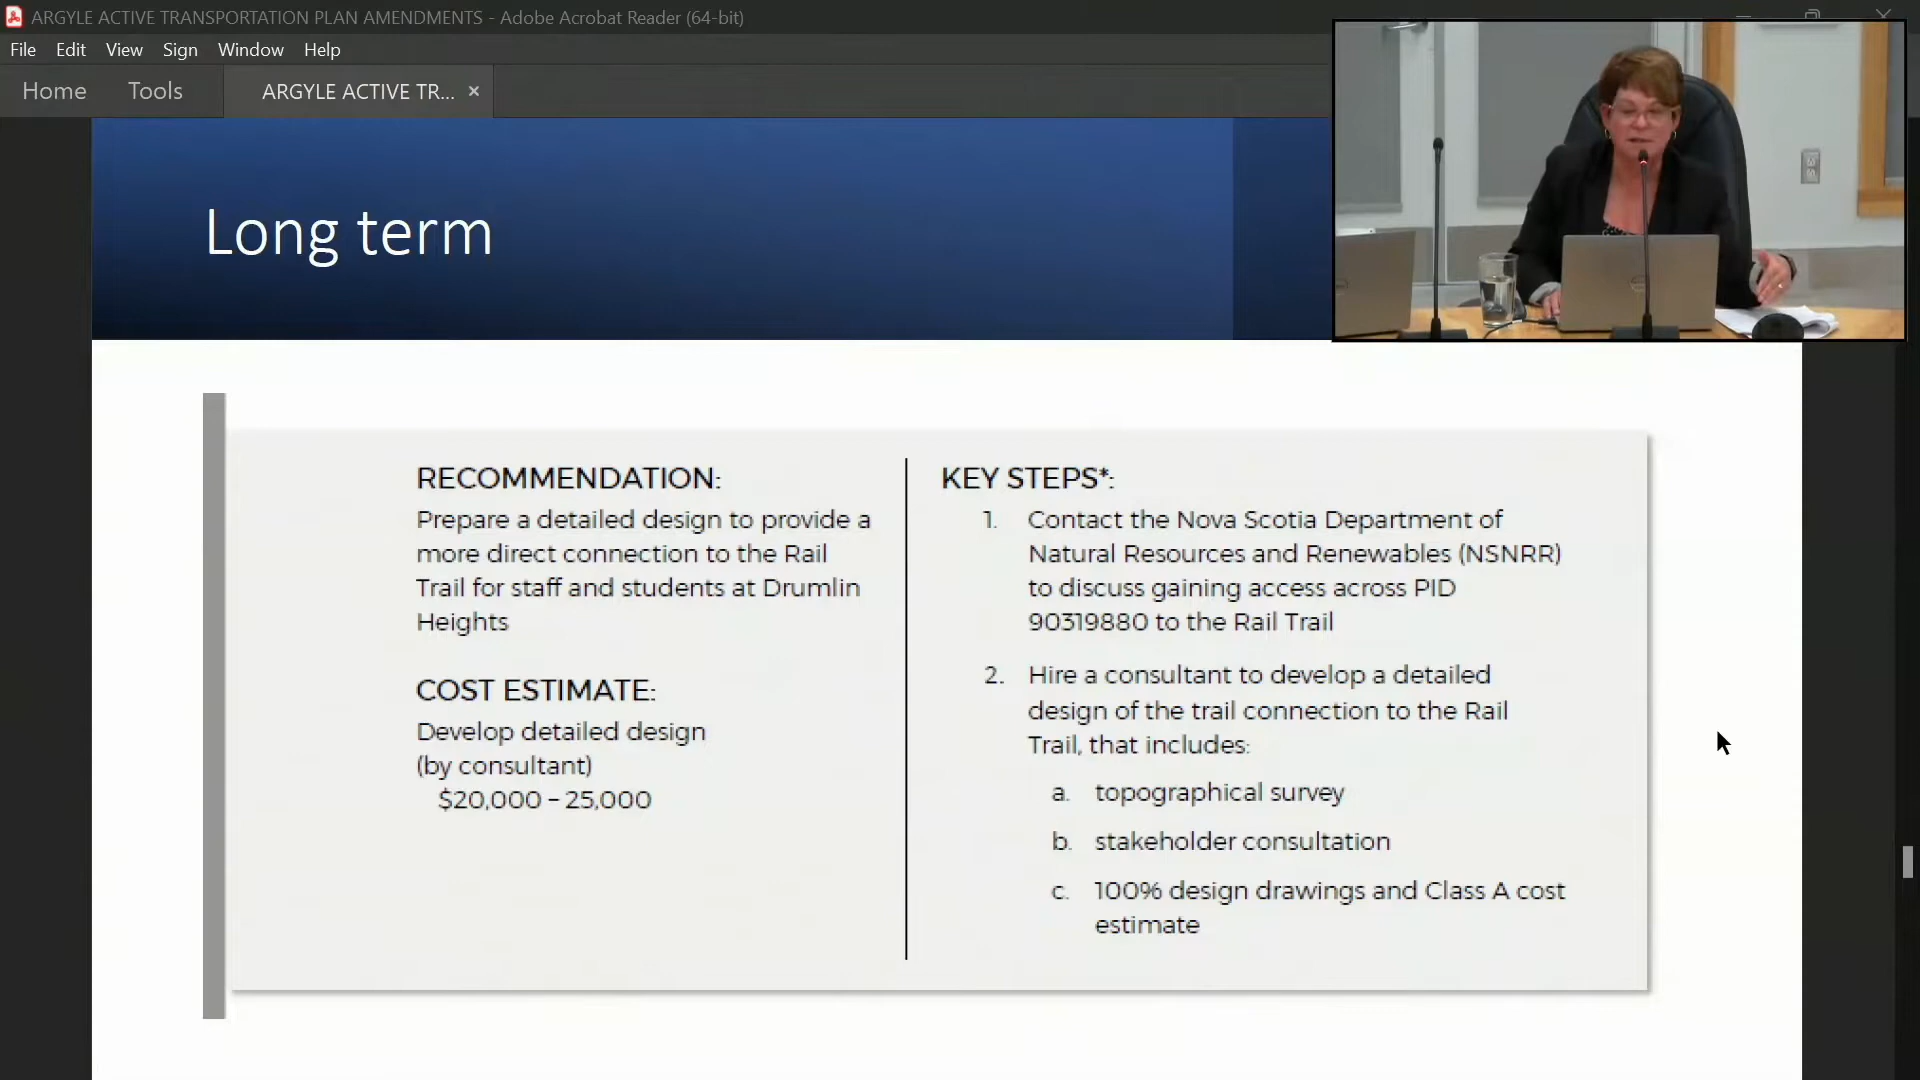 ARGYLE ACTIVE TRANSPORTATION PLAN AMENDMENTS - Adobe Acrobat Reader (64-bit)
File Edit View Sign Window Help
Home Tools ARGYLE ACTIVE TR... ×
Long term
RECOMMENDATION:
Prepare a detailed design to provide a
more direct connection to the Rail
Trail for staff and students at Drumlin
Heights
COST ESTIMATE:
Develop detailed design
(by consultant)
$20,000 – 25,000
KEY STEPS*:
1. Contact the Nova Scotia Department of
Natural Resources and Renewables (NSNRR)
to discuss gaining access across PID
90319880 to the Rail Trail
2. Hire a consultant to develop a detailed
design of the trail connection to the Rail
Trail, that includes:
a. topographical survey
b. stakeholder consultation
c. 100% design drawings and Class A cost
estimate